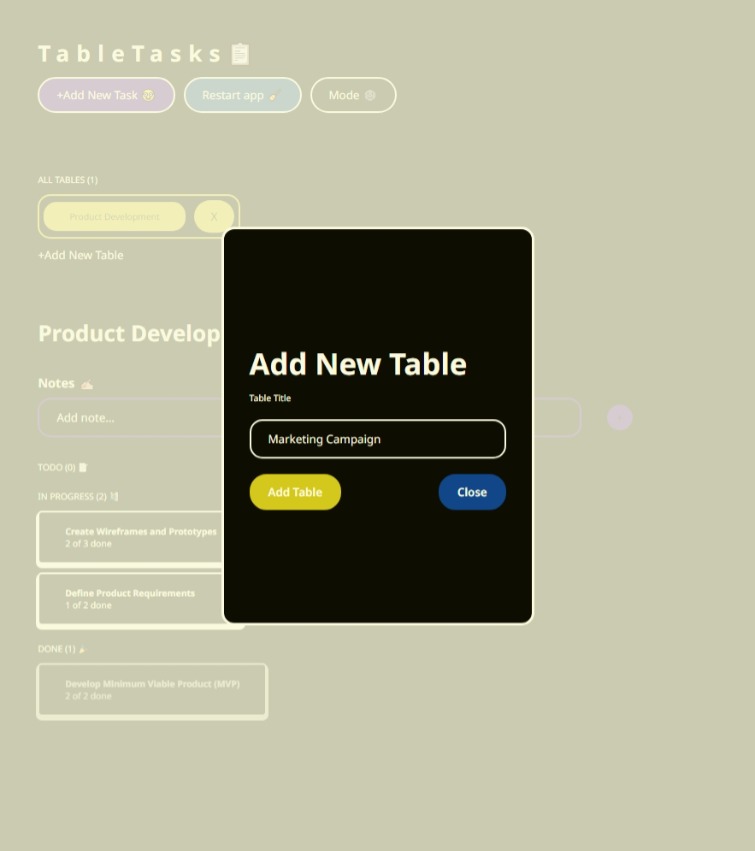 TableTasks 📋
+Add New Task
Restart app
Mode
ALL TABLES (1)
Product Development X
+Add New Table
Product Develop
Notes ✍🏻
Add note...
TODO (0)
IN PROGRESS (2)
Create Wireframes and Prototypes
2 of 3 done
Define Product Requirements
1 of 2 done
DONE (1)
Develop Minimum Viable Product (MVP)
2 of 2 done
Add New Table
Table Title
Marketing Campaign
Add Table
Close